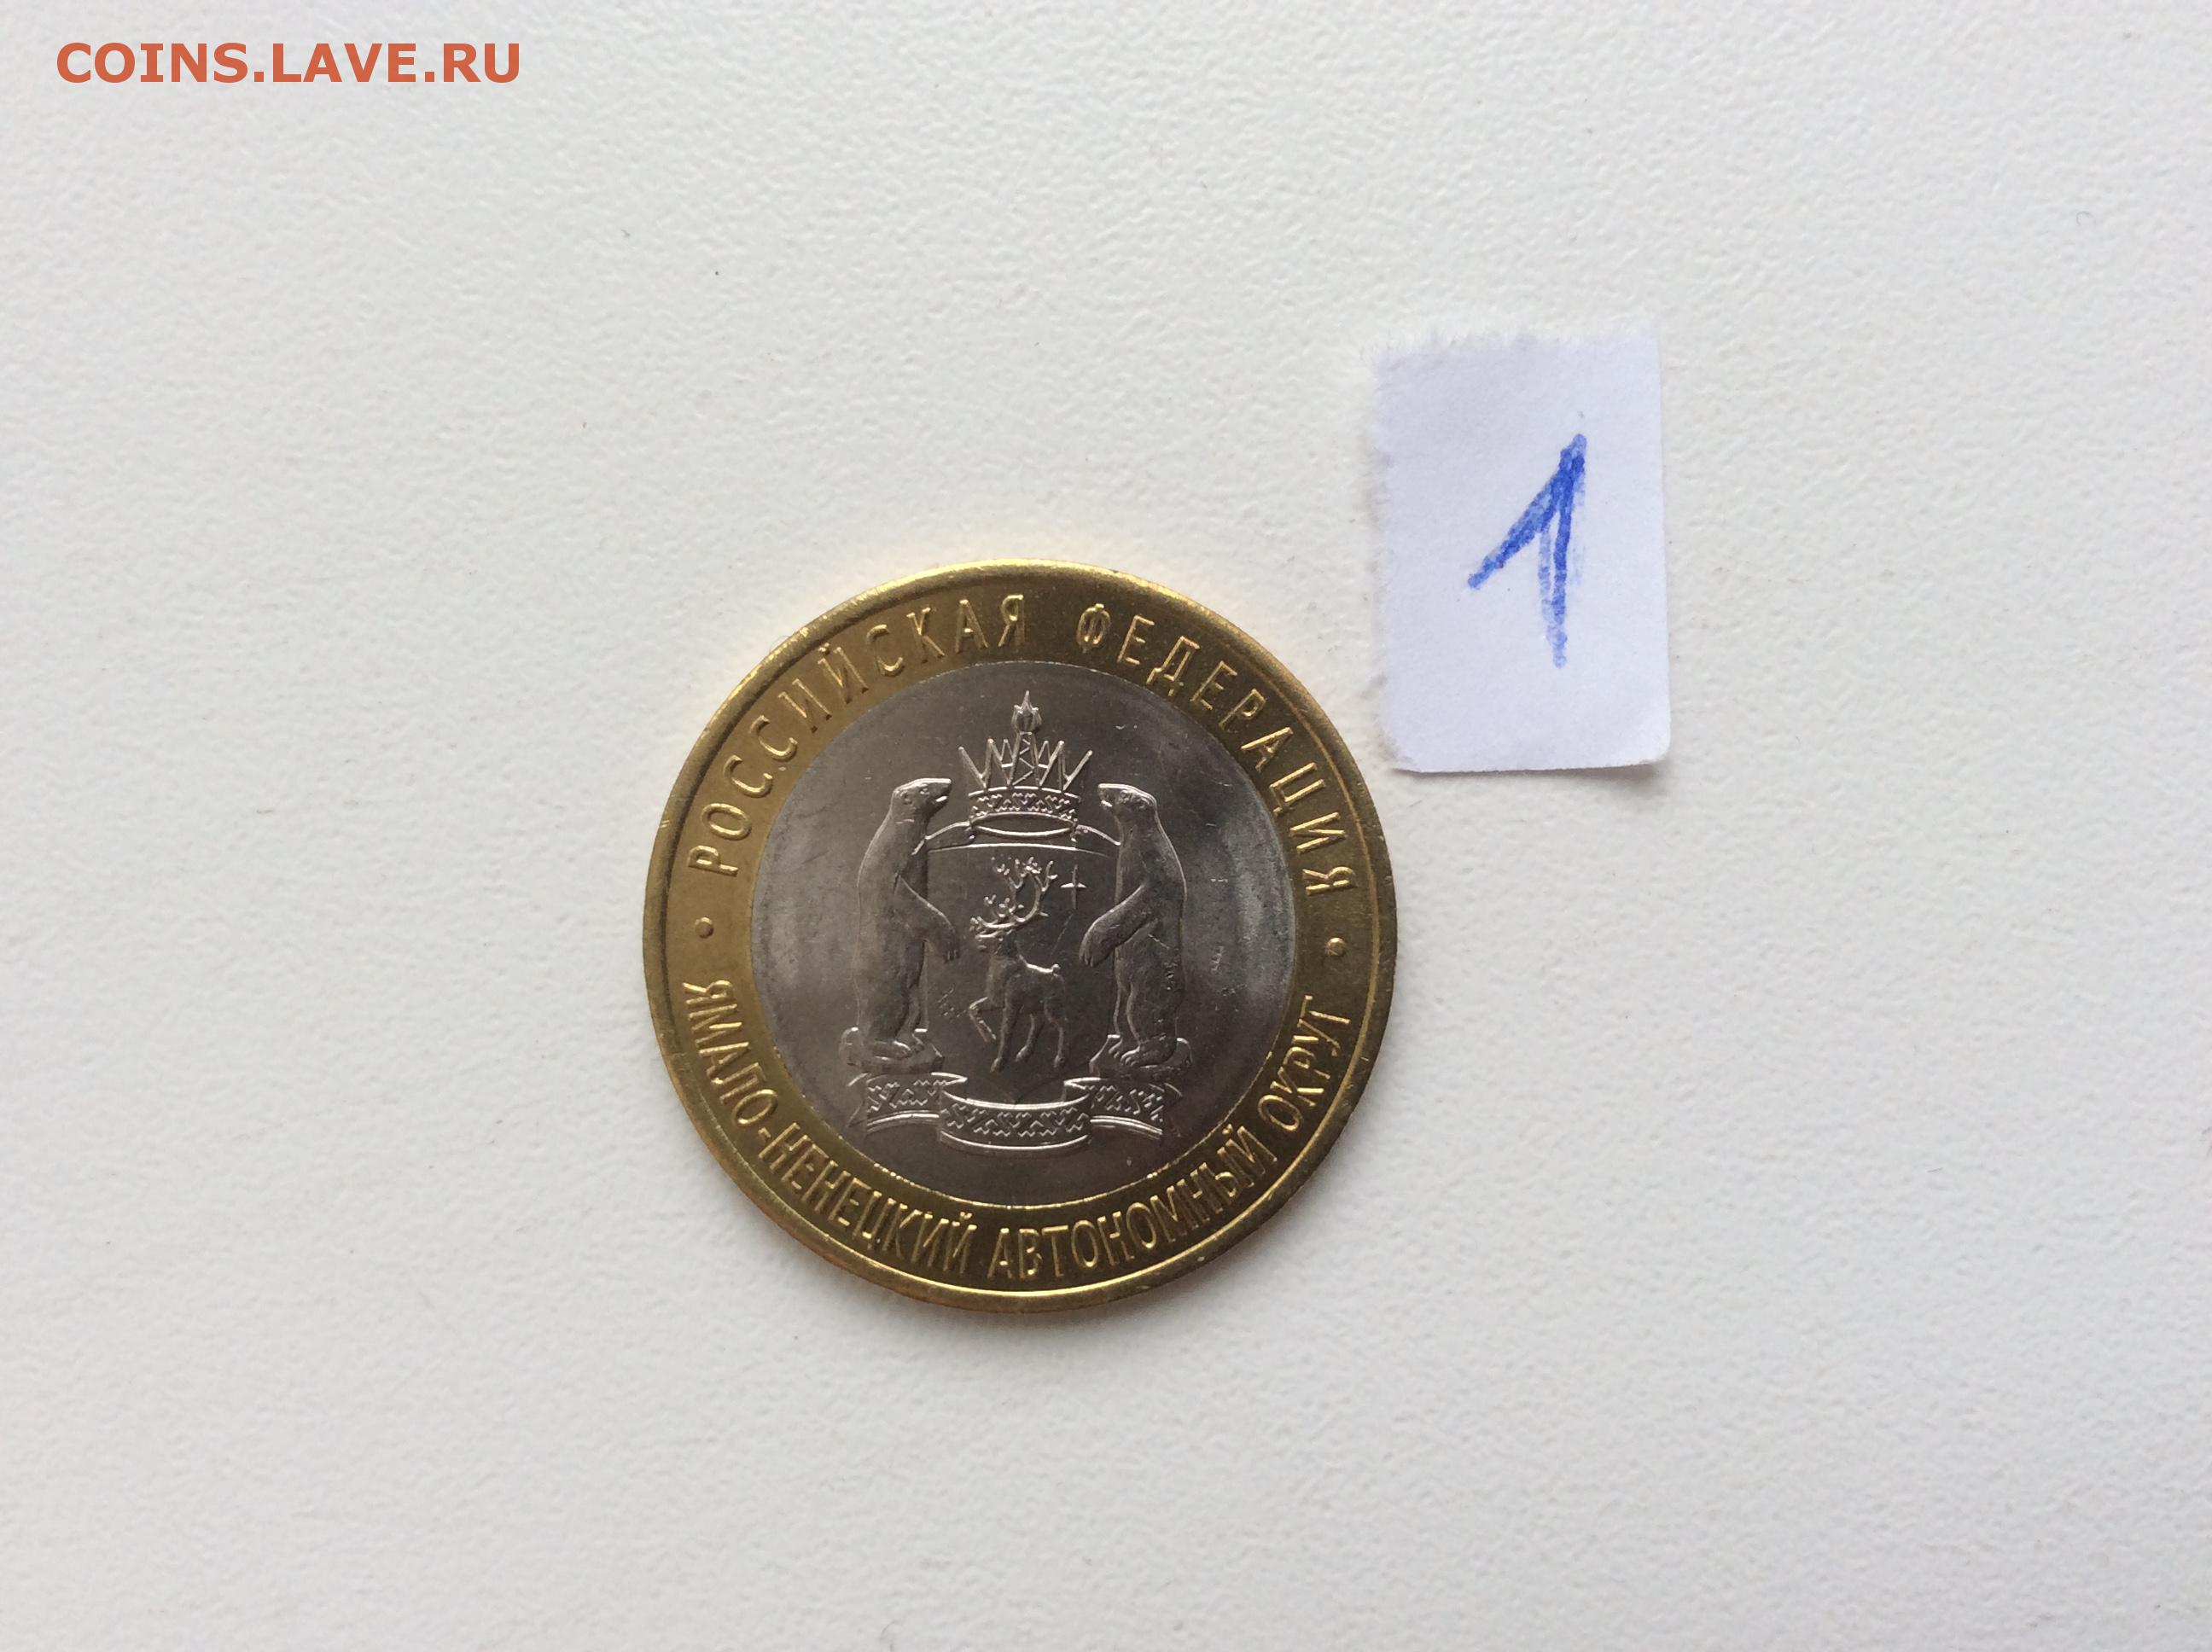 COINS.LAVE.RU
1
РОССИЙСКАЯ ФЕДЕРАЦИЯ
ЯМАЛО-НЕНЕЦКИЙ АВТОНОМНЫЙ ОКРУГ